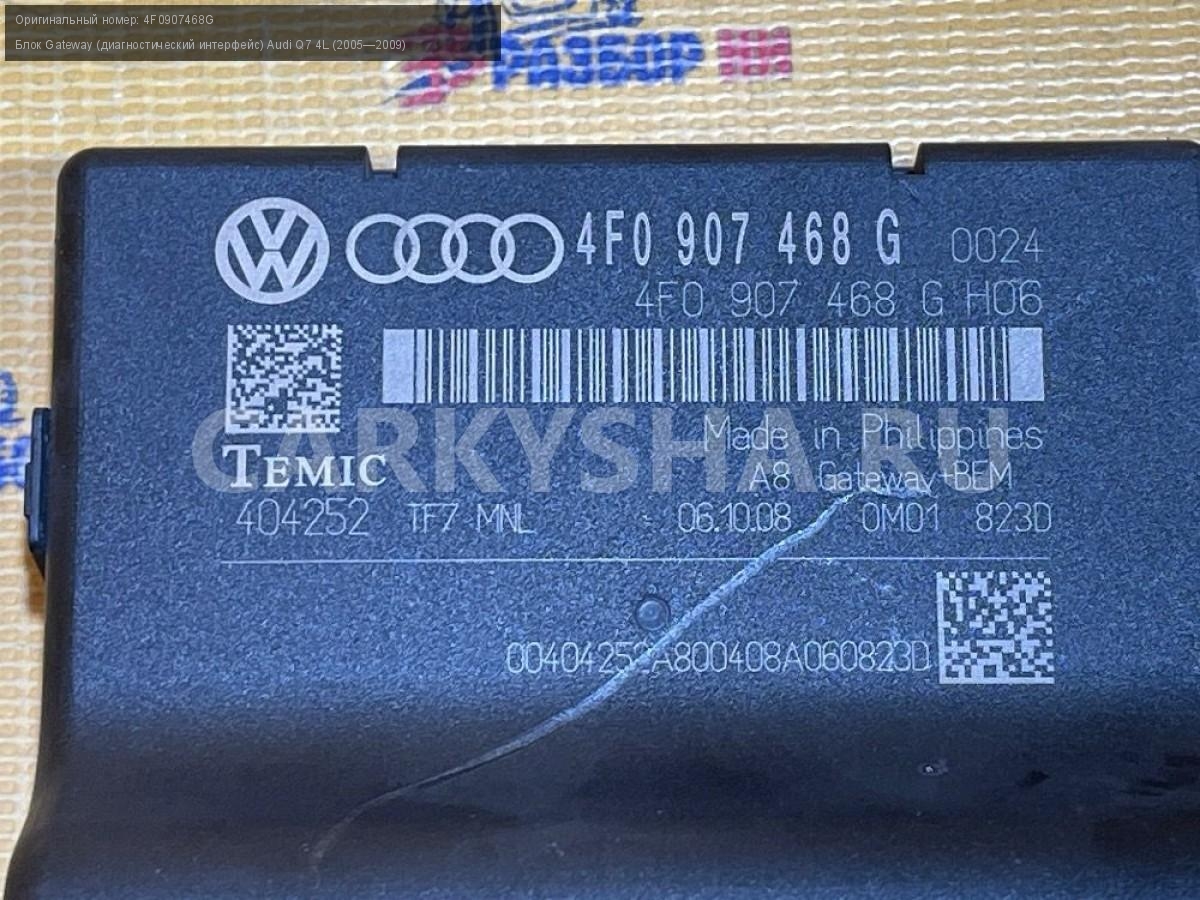 Оригинальный номер: 4F0907468G
Блок Gateway (диагностический интерфейс) Audi Q7 4L (2005—2009)
РАЗБОР НН
4F0 907 468 G 0024
4F0 907 468 G H06
CARKYSHA.RU
Made in Philippines
TEMIC
A8 Gateway+BEM
404252 TF7 MNL 06.10.08 0M01 823D
00404252A800408A060823D